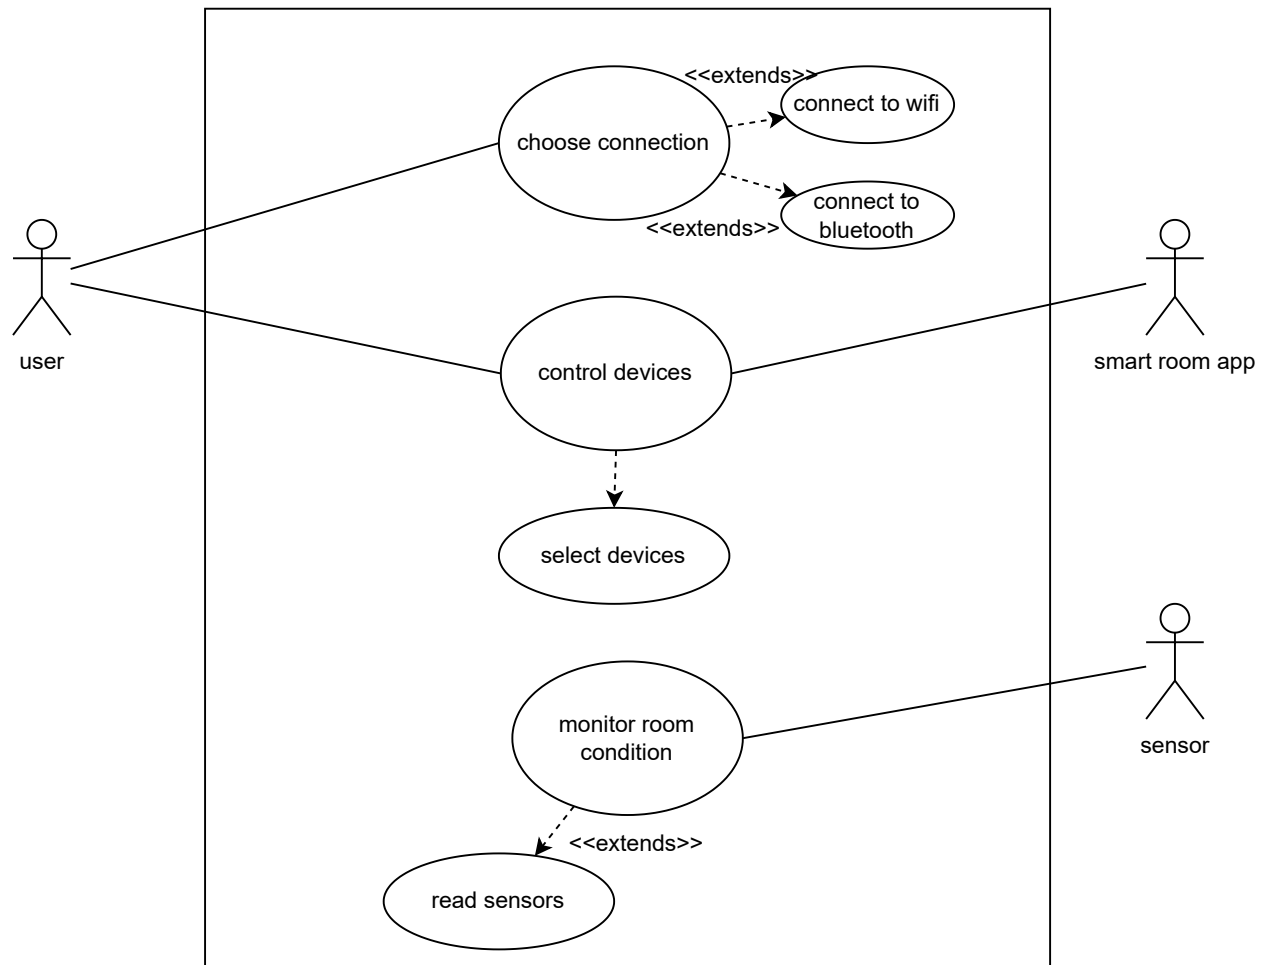 <<extends>>
connect to wifi
choose connection
connect to
bluetooth
<<extends>>
user
smart room app
control devices
select devices
monitor room
condition
sensor
<<extends>>
read sensors